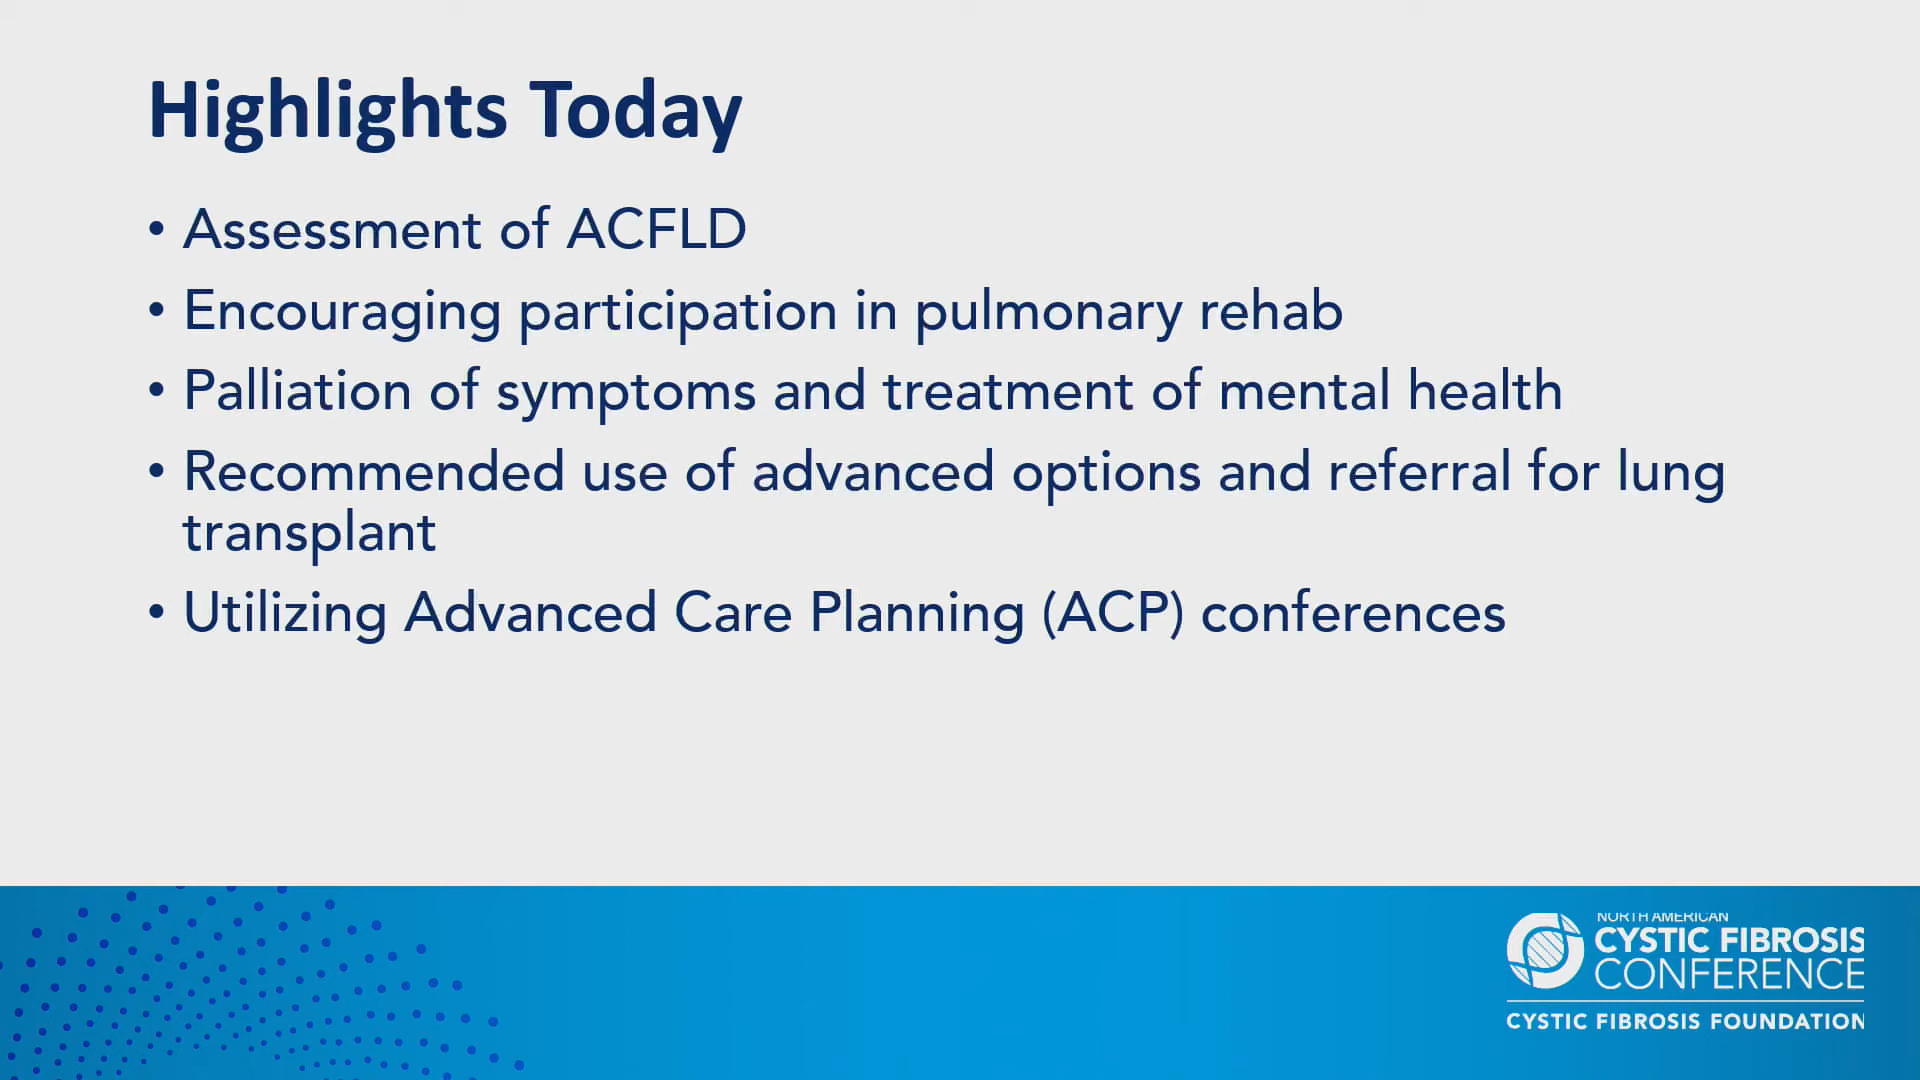 Highlights Today
• Assessment of ACFLD
• Encouraging participation in pulmonary rehab
• Palliation of symptoms and treatment of mental health
• Recommended use of advanced options and referral for lung
transplant
• Utilizing Advanced Care Planning (ACP) conferences
NORTH AMERICAN
CYSTIC FIBROSIS
CONFERENCE
CYSTIC FIBROSIS FOUNDATION